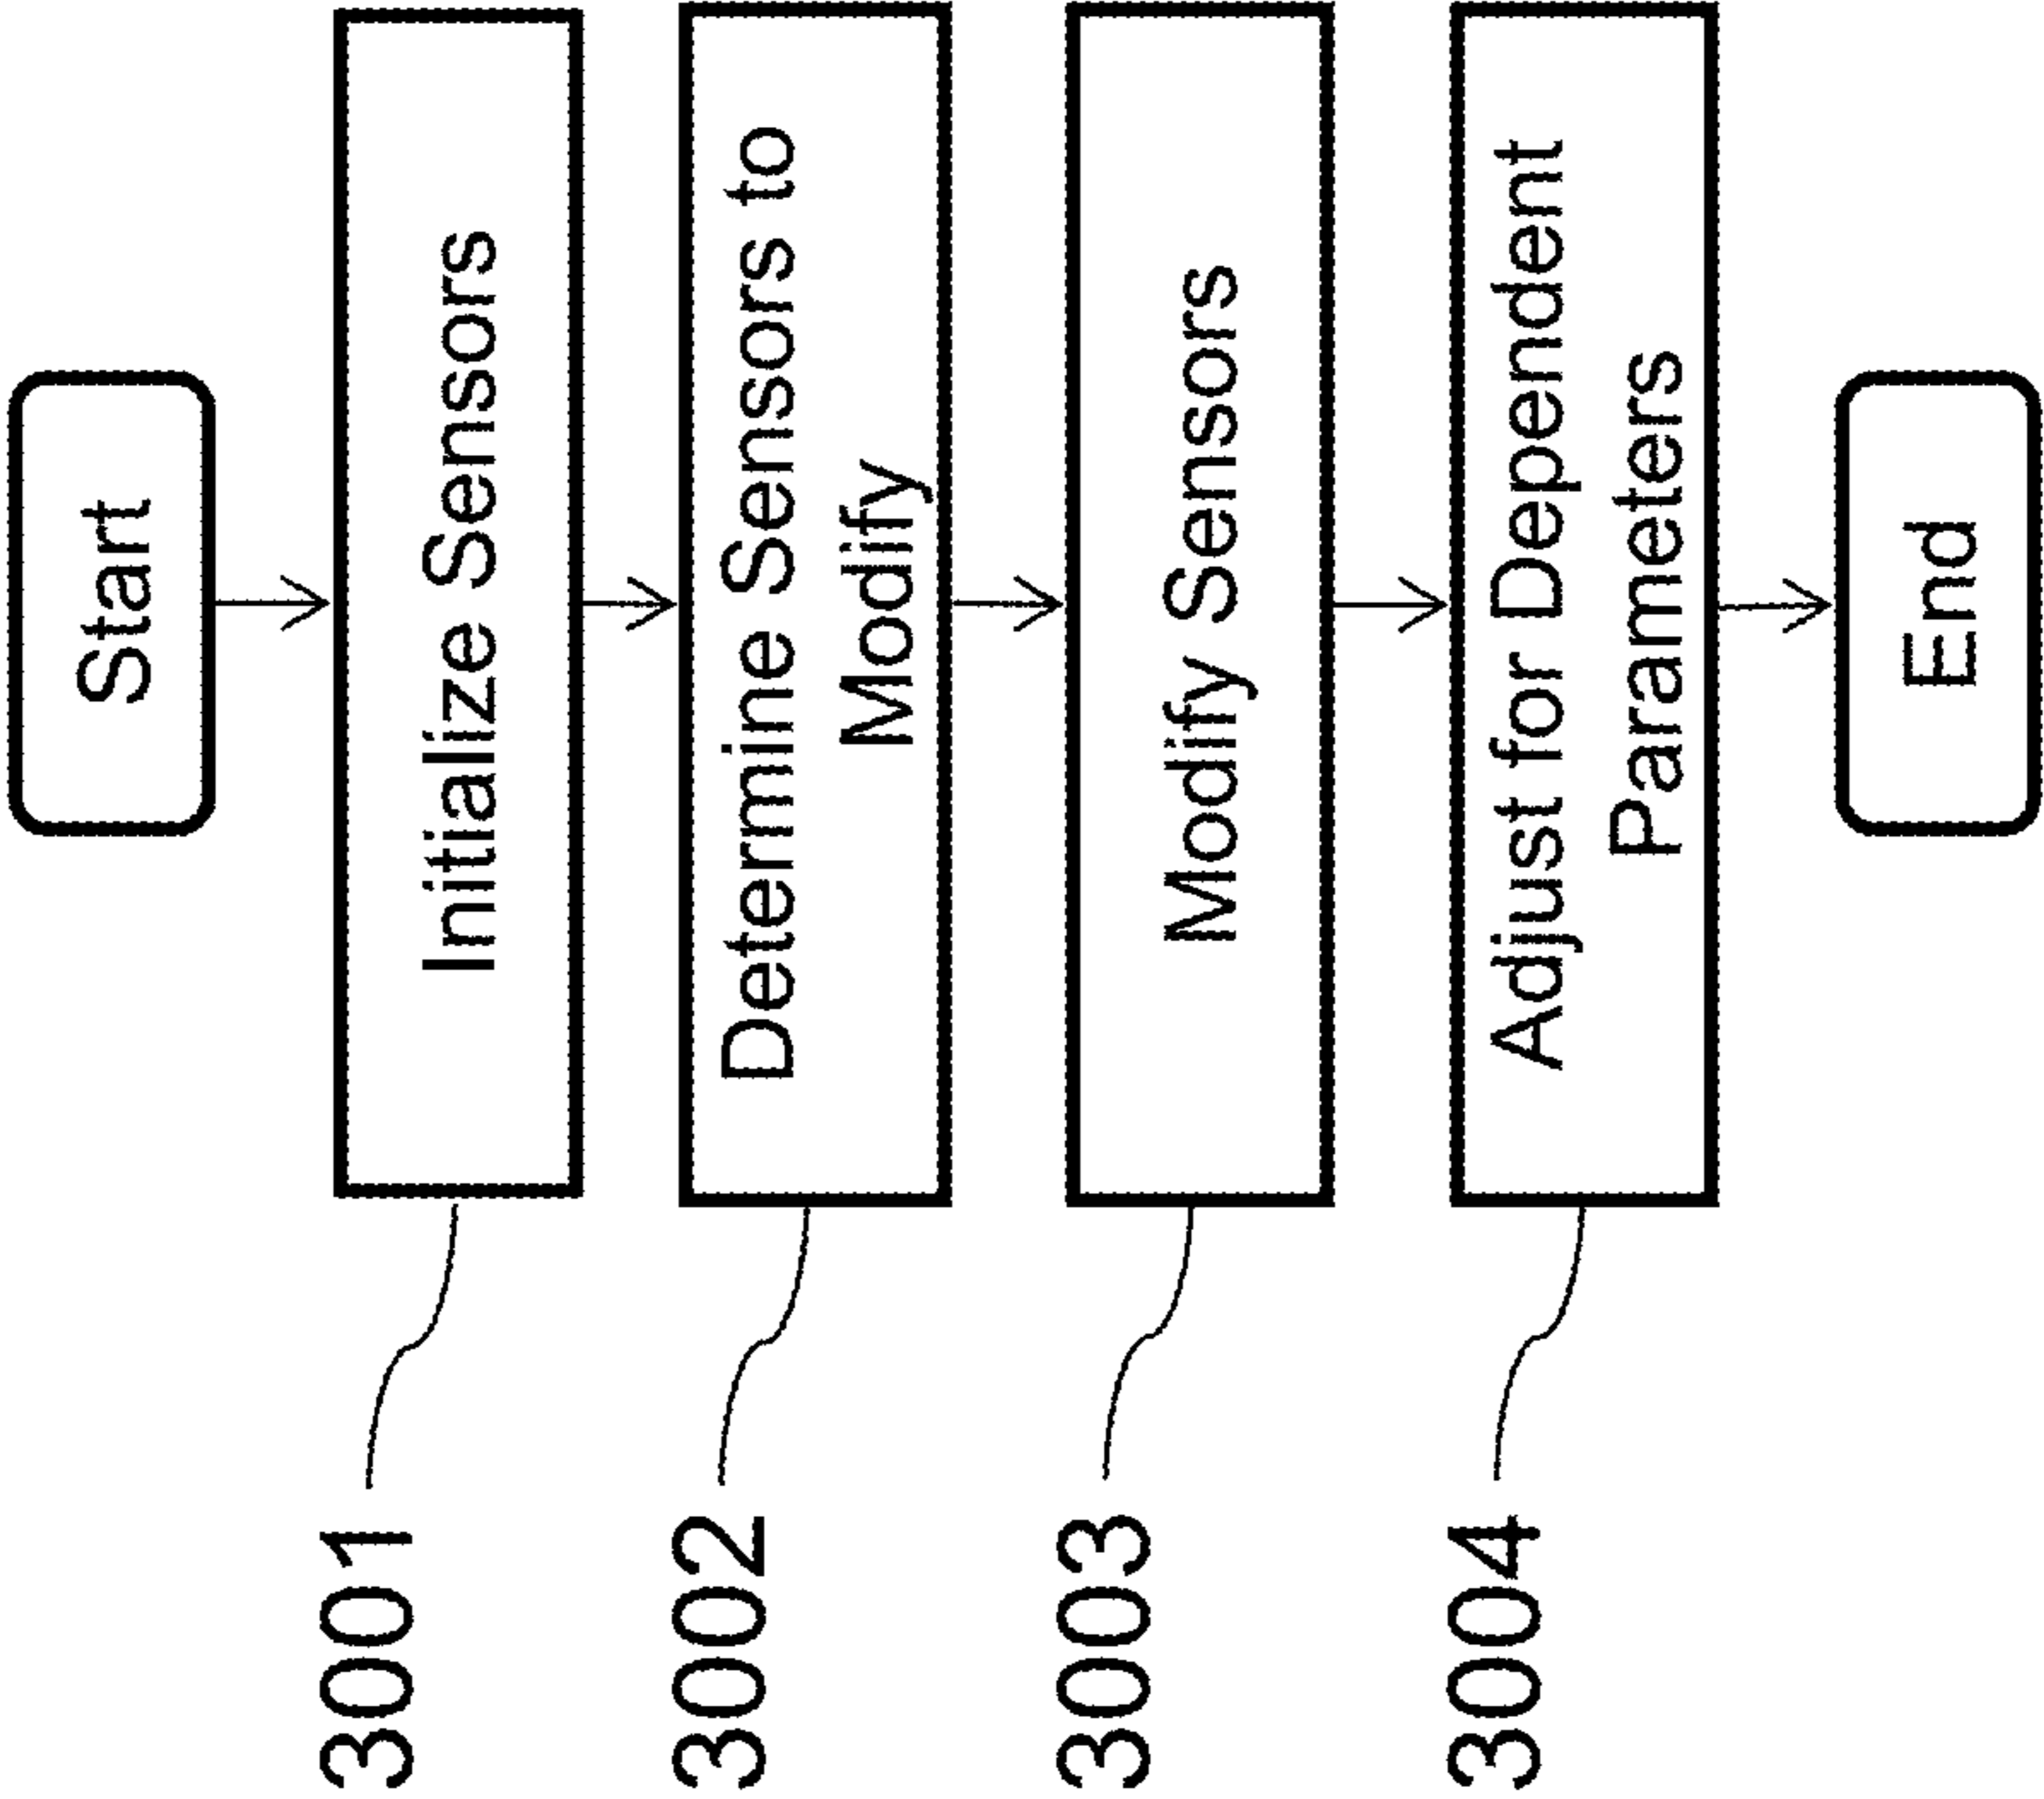 Start
3001
Initialize Sensors
3002
Determine Sensors to
Modify
3003
Modify Sensors
3004
Adjust for Dependent
Parameters
End